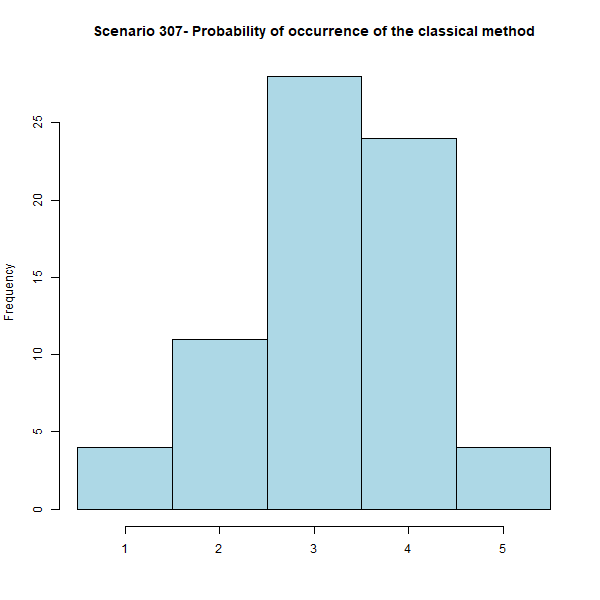 Scenario 307- Probability of occurrence of the classical method
Frequency
25
20
15
10
5
0
1 2 3 4 5